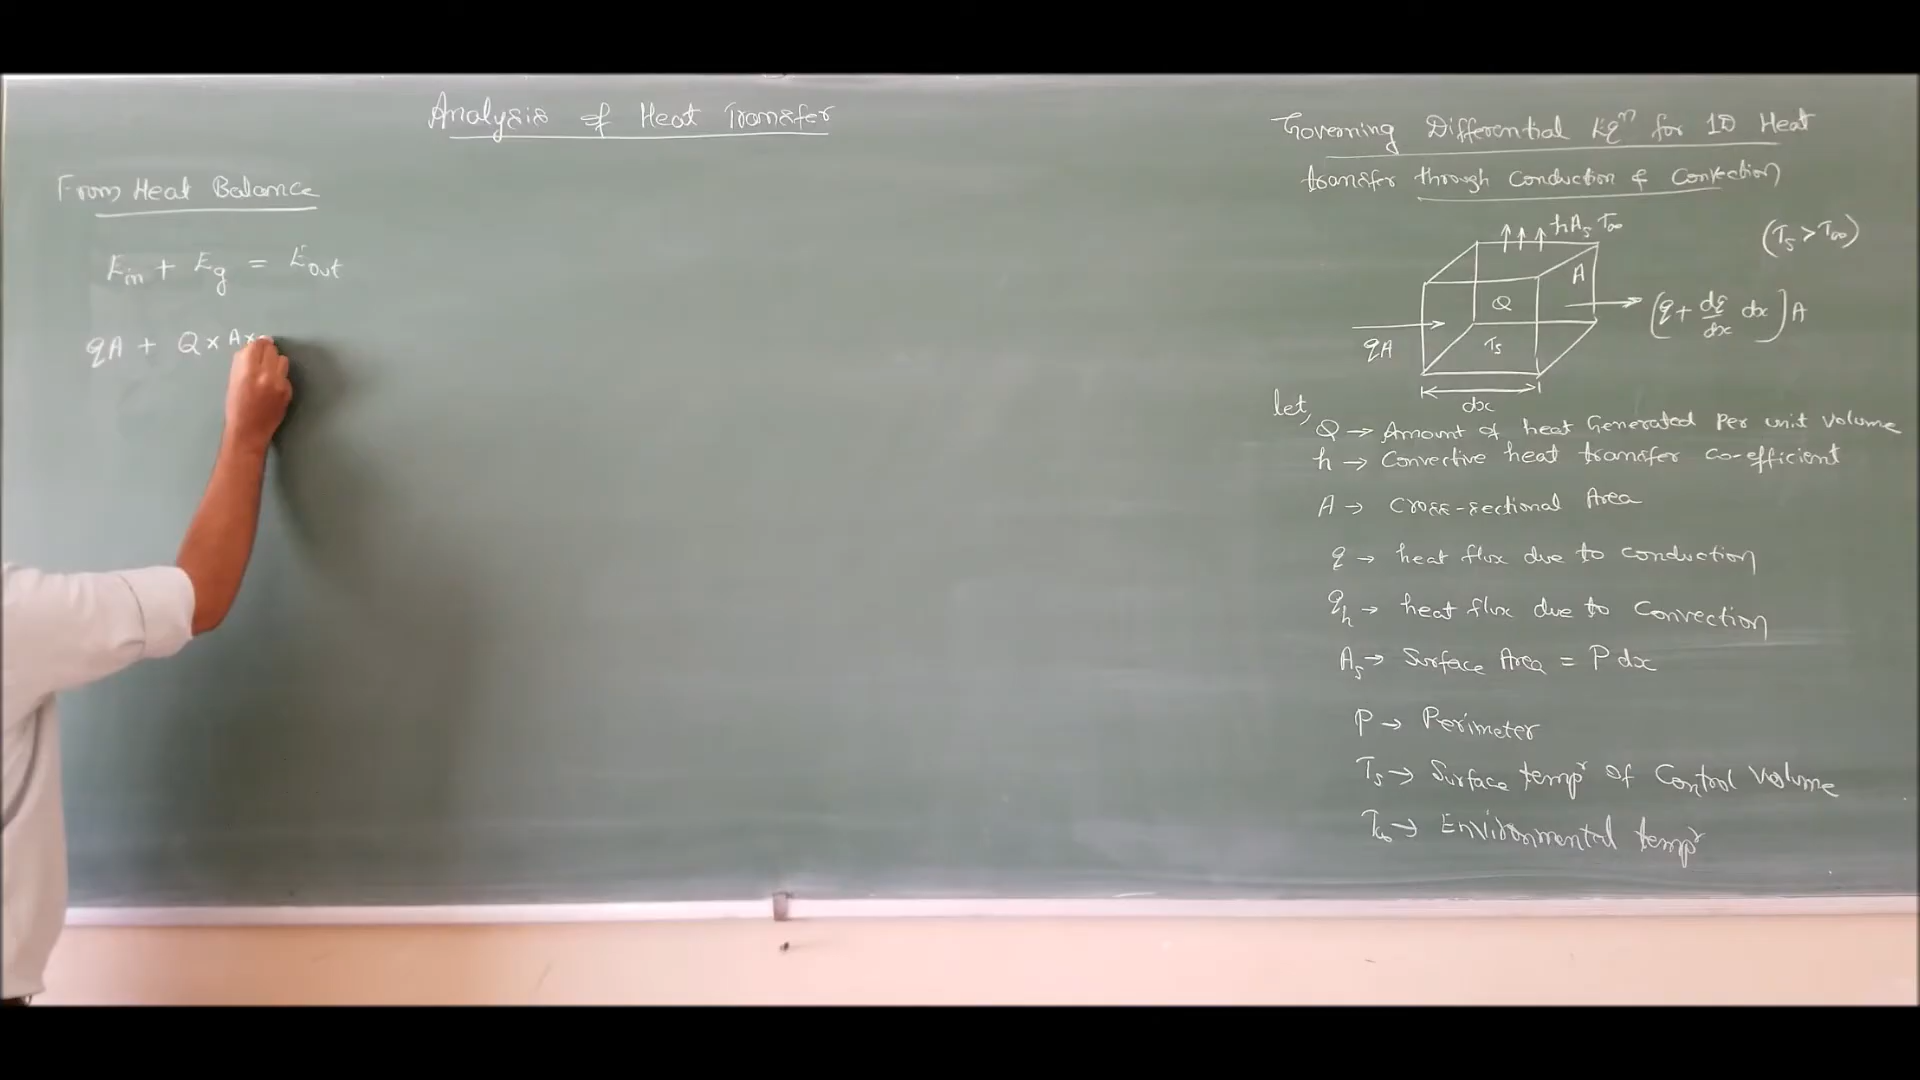 Analysis of Heat Transfer
From Heat Balance
Ein + Eg = Eout
qA + Q × A ×
Governing Differential Eqⁿ for 1D Heat
transfer through Conduction & Convection
hAs T∞
(Ts > T∞)
A
Q
(q + dq/dx dx) A
qA
Ts
dx
let,
Q → Amount of heat Generated Per unit Volume
h → Convective heat transfer co-efficient
A → Cross-sectional Area
q → heat flux due to conduction
qh → heat flux due to Convection
As → Surface Area = P dx
P → Perimeter
Ts → Surface tempʳ of Control Volume
T∞ → Environmental tempʳ